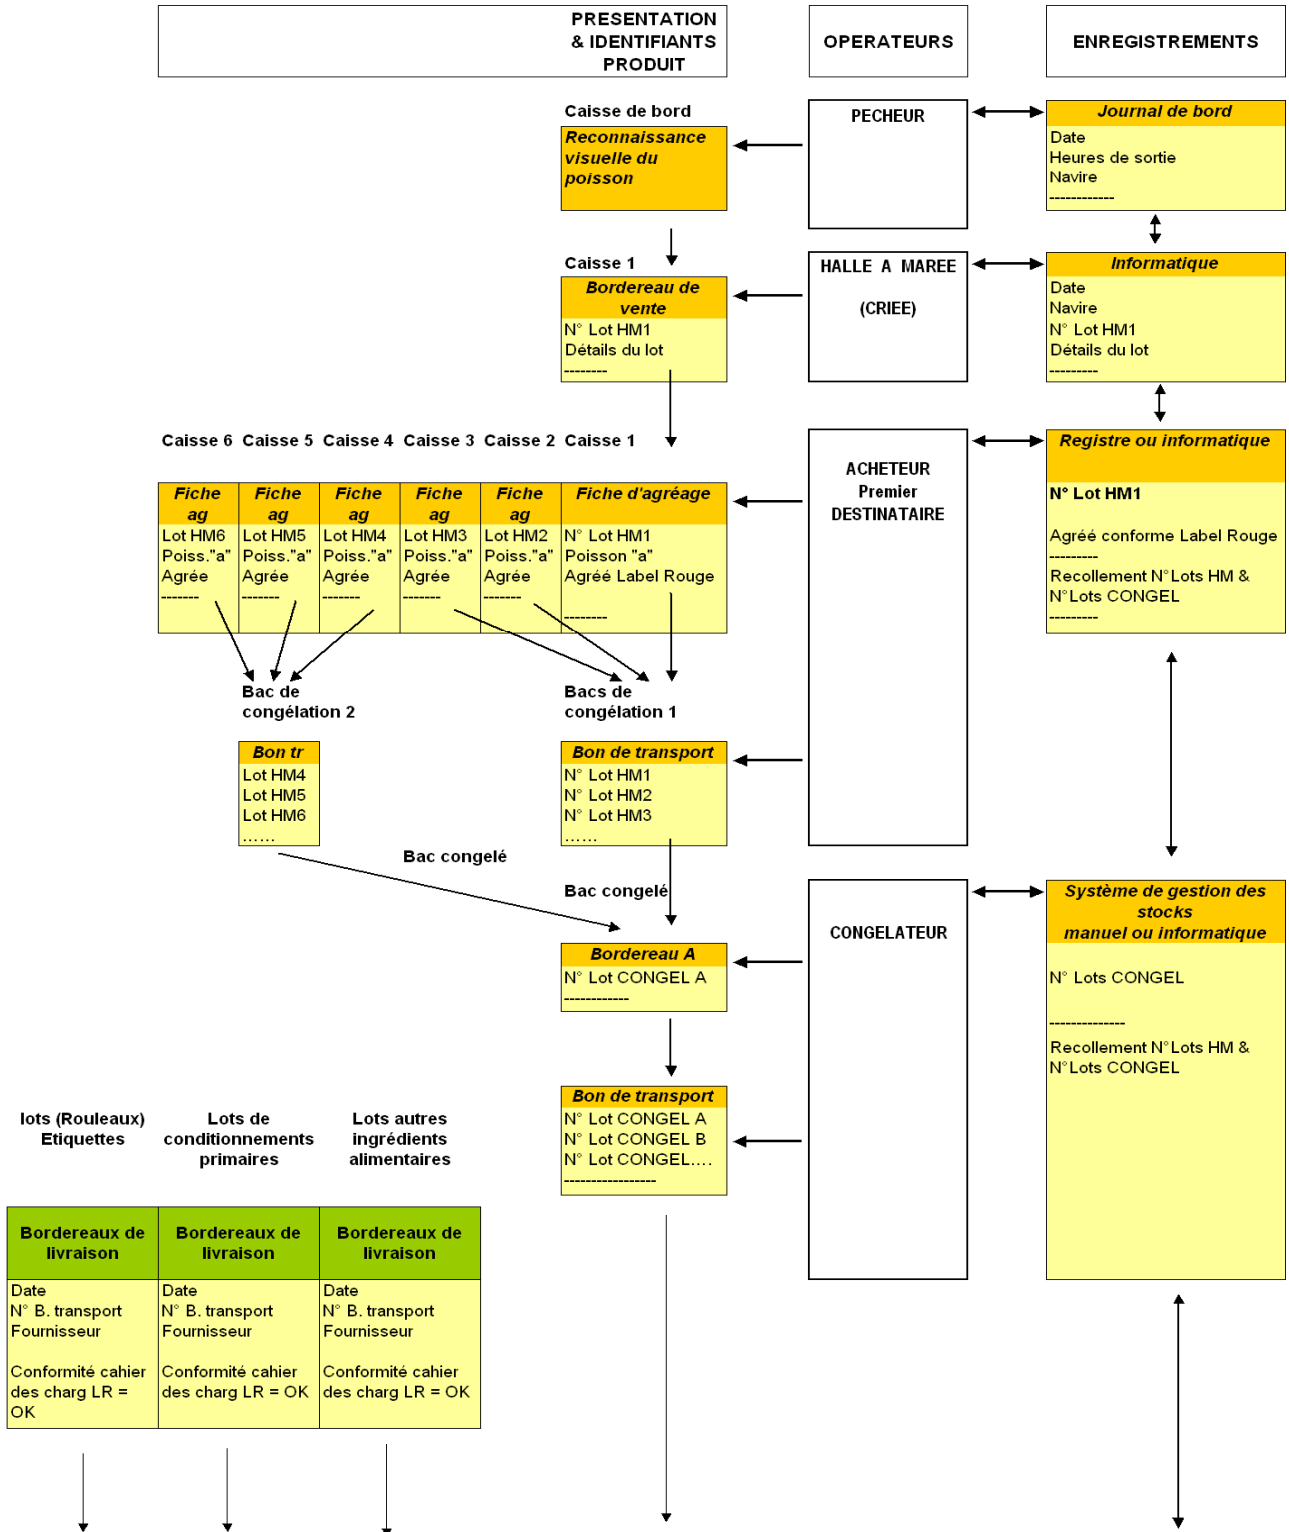 PRESENTATION
& IDENTIFIANTS
PRODUIT
OPERATEURS
ENREGISTREMENTS
Caisse de bord
Reconnaissance
visuelle du
poisson
PECHEUR
Journal de bord
Date
Heures de sortie
Navire
------------
Caisse 1
Bordereau de
vente
N° Lot HM1
Détails du lot
--------
HALLE A MAREE
(CRIEE)
Informatique
Date
Navire
N° Lot HM1
Détails du lot
---------
Caisse 6
Caisse 5
Caisse 4
Caisse 3
Caisse 2
Caisse 1
Fiche
ag
Lot HM6
Poiss."a"
Agrée
-------
Fiche
ag
Lot HM5
Poiss."a"
Agrée
-------
Fiche
ag
Lot HM4
Poiss."a"
Agrée
-------
Fiche
ag
Lot HM3
Poiss."a"
Agrée
-------
Fiche
ag
Lot HM2
Poiss."a"
Agrée
-------
Fiche d'agréage
N° Lot HM1
Poisson "a"
Agréé Label Rouge
--------
ACHETEUR
Premier
DESTINATAIRE
Registre ou informatique
N° Lot HM1
Agréé conforme Label Rouge
---------
Recollement N°Lots HM &
N°Lots CONGEL
---------
Bac de
congélation 2
Bacs de
congélation 1
Bon tr
Lot HM4
Lot HM5
Lot HM6
......
Bon de transport
N° Lot HM1
N° Lot HM2
N° Lot HM3
......
Bac congelé
Bac congelé
Bordereau A
N° Lot CONGEL A
------------
CONGELATEUR
Système de gestion des
stocks
manuel ou informatique
N° Lots CONGEL
--------------
Recollement N°Lots HM &
N°Lots CONGEL
Bon de transport
N° Lot CONGEL A
N° Lot CONGEL B
N° Lot CONGEL....
-----------------
lots (Rouleaux)
Etiquettes
Lots de
conditionnements
primaires
Lots autres
ingrédients
alimentaires
Bordereaux de
livraison
Date
N° B. transport
Fournisseur
Conformité cahier
des charg LR =
OK
Bordereaux de
livraison
Date
N° B. transport
Fournisseur
Conformité cahier
des charg LR = OK
Bordereaux de
livraison
Date
N° B. transport
Fournisseur
Conformité cahier
des charg LR = OK